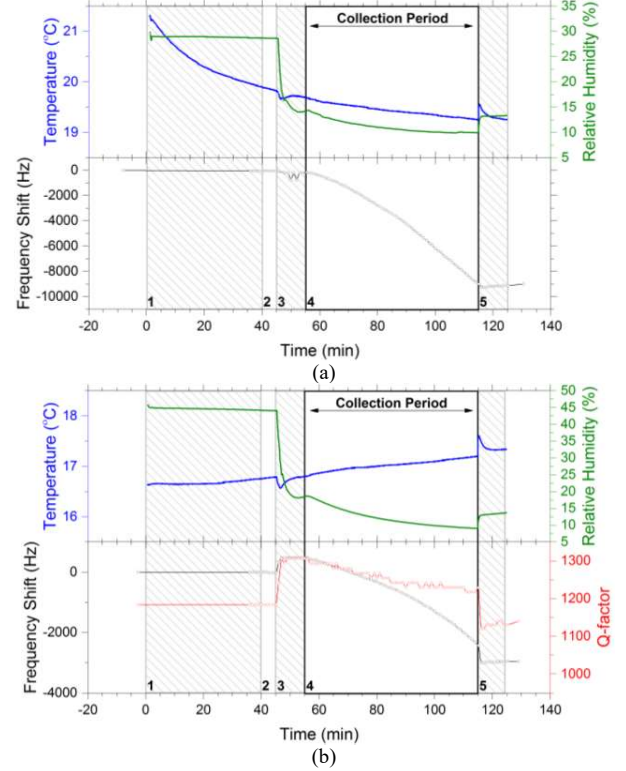 Collection Period
Temperature (°C)
21
20
19
Relative Humidity (%)
35
30
25
20
15
10
5
Frequency Shift (Hz)
0
-2000
-4000
-6000
-8000
-10000
1 2 3 4 5
-20 0 20 40 60 80 100 120 140
Time (min)
(a)
Collection Period
Temperature (°C)
18
17
16
Relative Humidity (%)
50
45
40
35
30
25
20
15
10
5
Frequency Shift (Hz)
0
-2000
-4000
Q-factor
1300
1200
1100
1000
1 2 3 4 5
-20 0 20 40 60 80 100 120 140
Time (min)
(b)